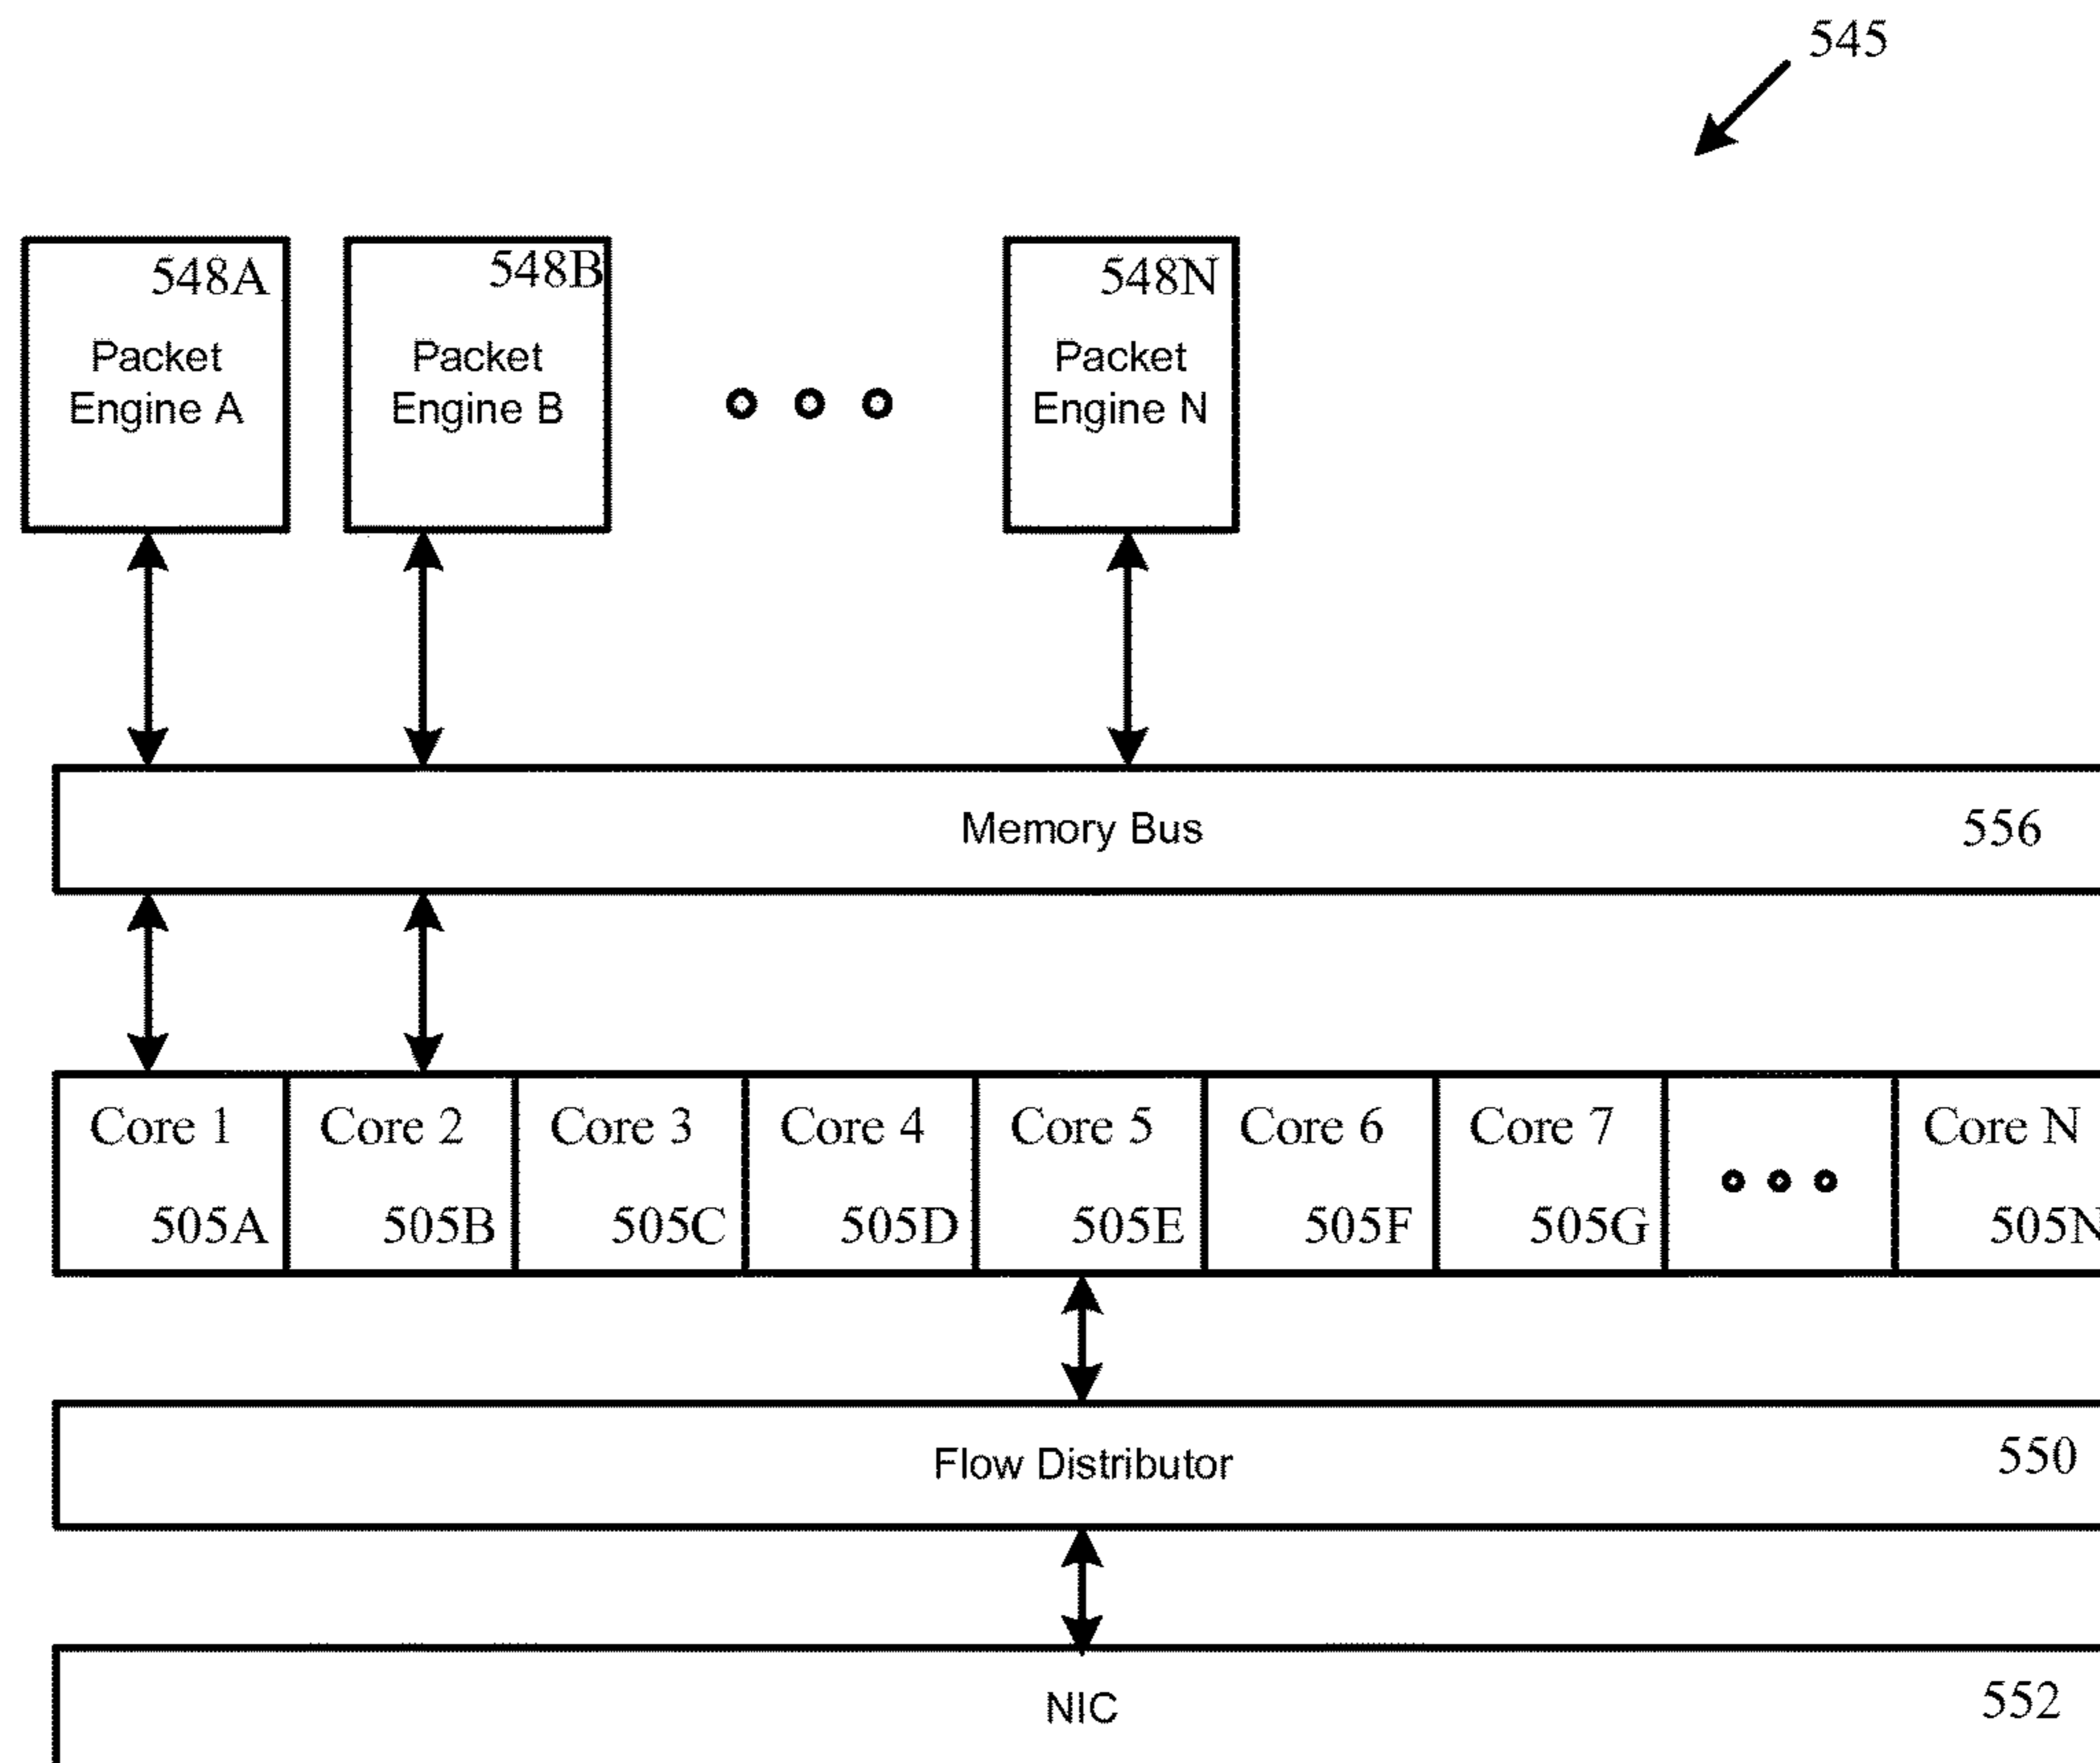 545
548A
Packet
Engine A
548B
Packet
Engine B
548N
Packet
Engine N
Memory Bus
556
Core 1
505A
Core 2
505B
Core 3
505C
Core 4
505D
Core 5
505E
Core 6
505F
Core 7
505G
Core N
505N
Flow Distributor
550
NIC
552